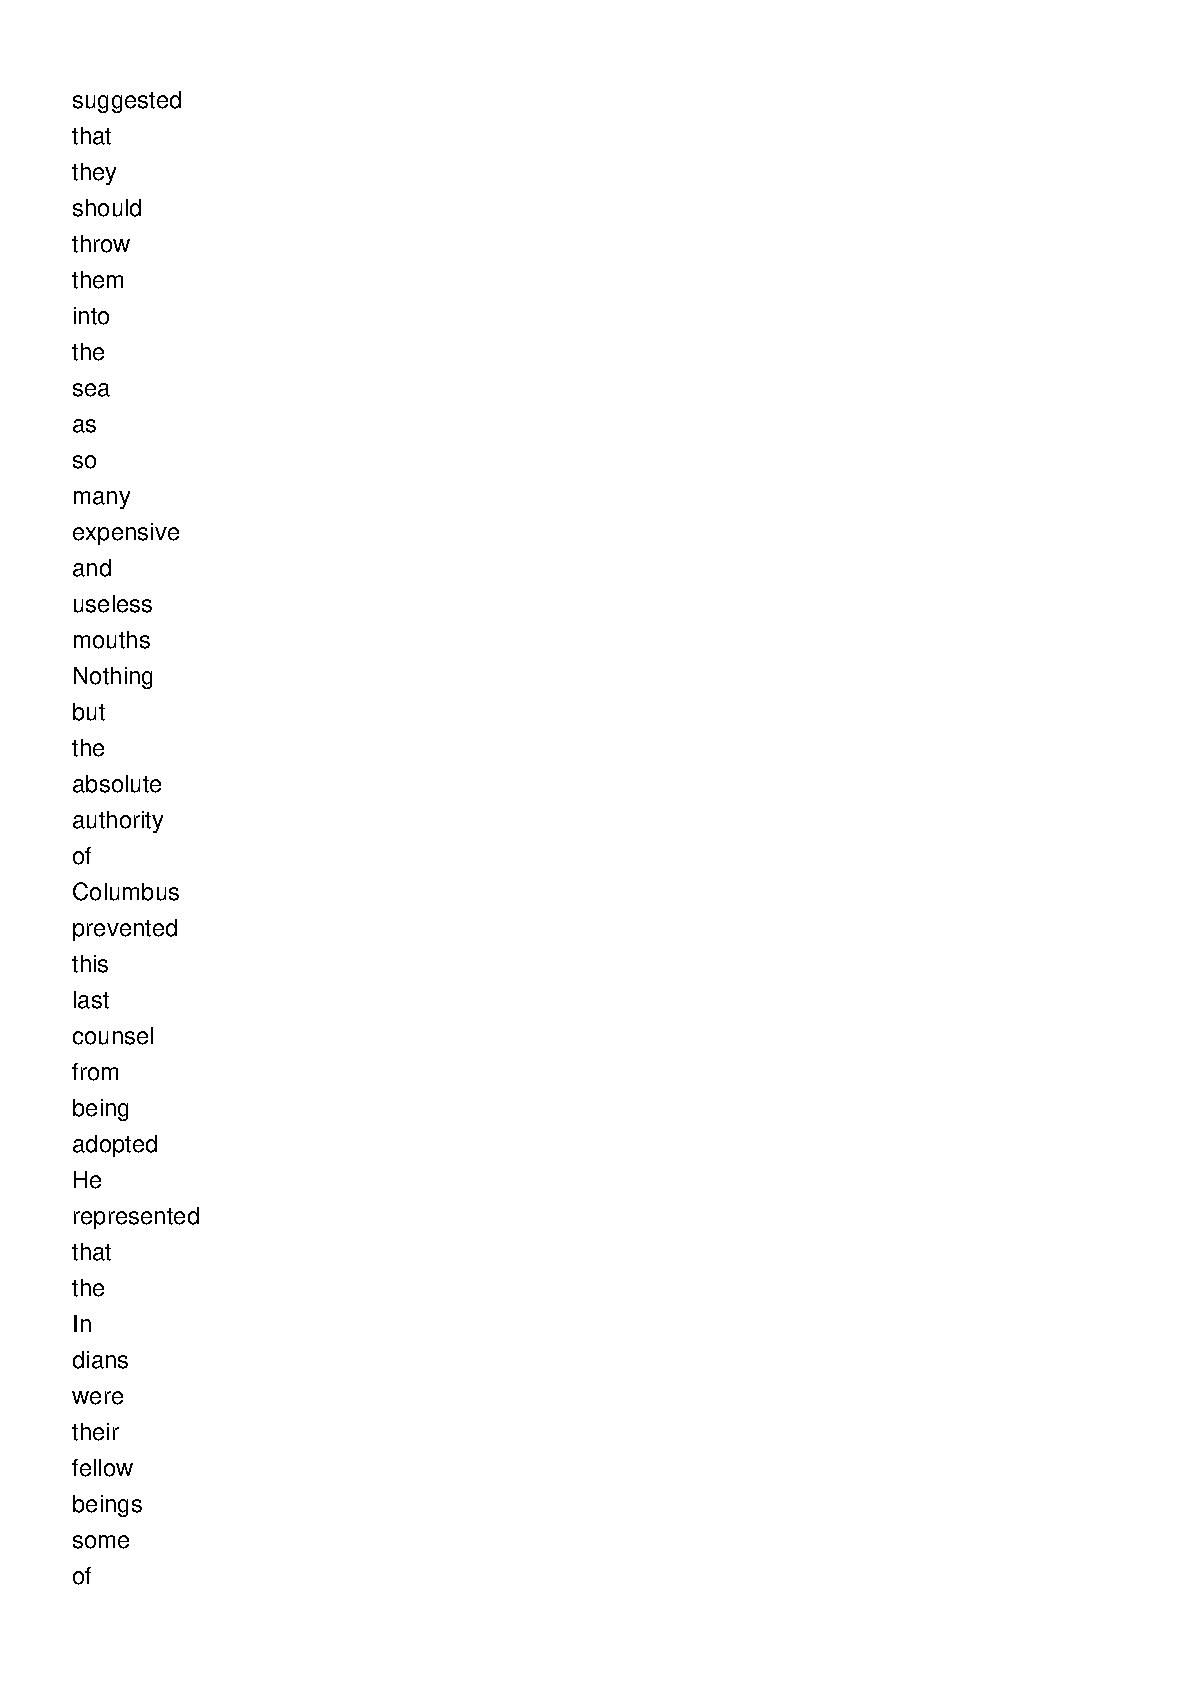 suggested
that
they
should
throw
them
into
the
sea
as
so
many
expensive
and
useless
mouths
Nothing
but
the
absolute
authority
of
Columbus
prevented
this
last
counsel
from
being
adopted
He
represented
that
the
In
dians
were
their
fellow
beings
some
of